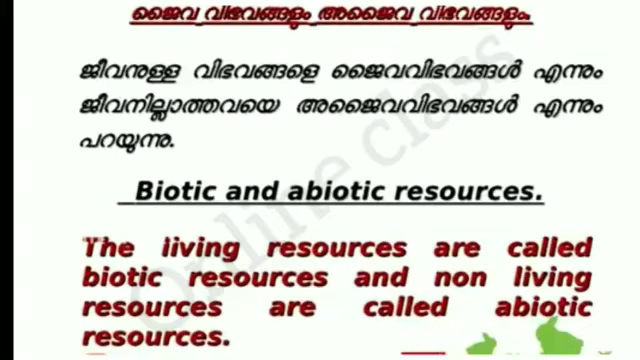 ജൈവ വിഭവങ്ങളും അജൈവ വിഭവങ്ങളും.
ജീവനുള്ള വിഭവങ്ങളെ ജൈവവിഭവങ്ങൾ എന്നും
ജീവനില്ലാത്തവയെ അജൈവവിഭവങ്ങൾ എന്നും
പറയുന്നു.
Biotic and abiotic resources.
The living resources are called
biotic resources and non living
resources are called abiotic
resources.
Online class